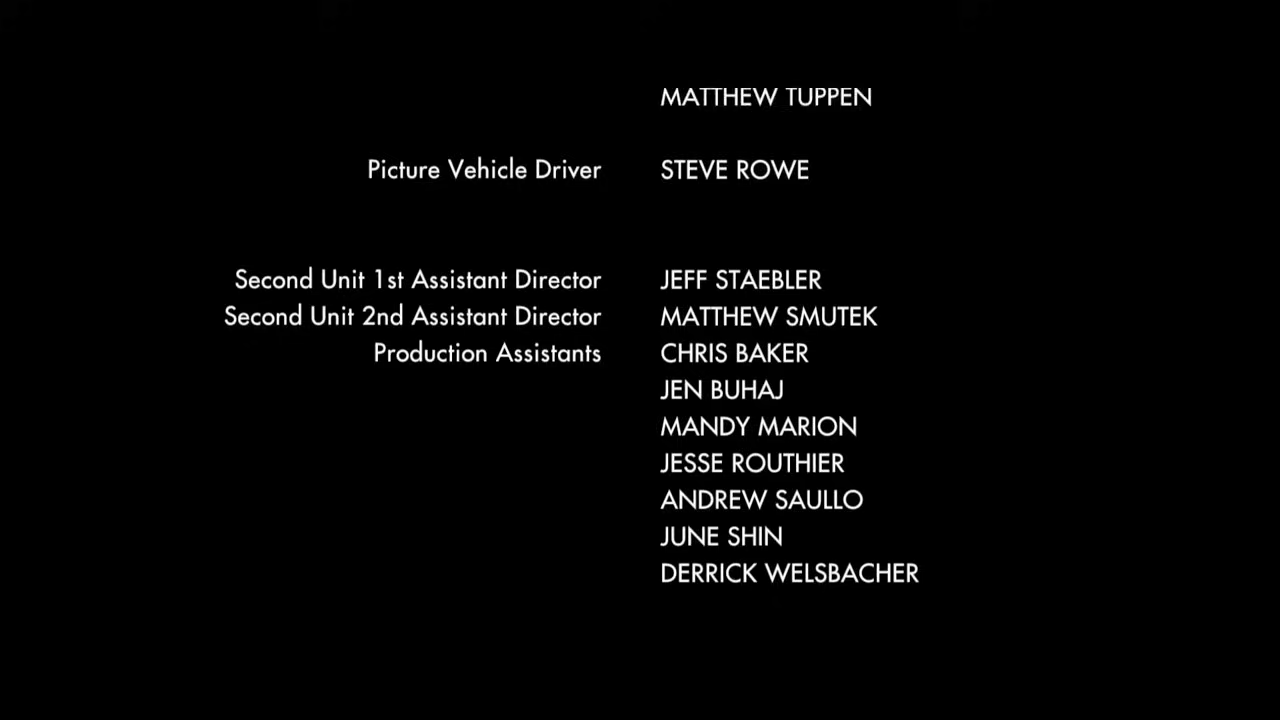 MATTHEW TUPPEN
Picture Vehicle Driver STEVE ROWE
Second Unit 1st Assistant Director JEFF STAEBLER
Second Unit 2nd Assistant Director MATTHEW SMUTEK
Production Assistants CHRIS BAKER
JEN BUHAJ
MANDY MARION
JESSE ROUTHIER
ANDREW SAULLO
JUNE SHIN
DERRICK WELSBACHER